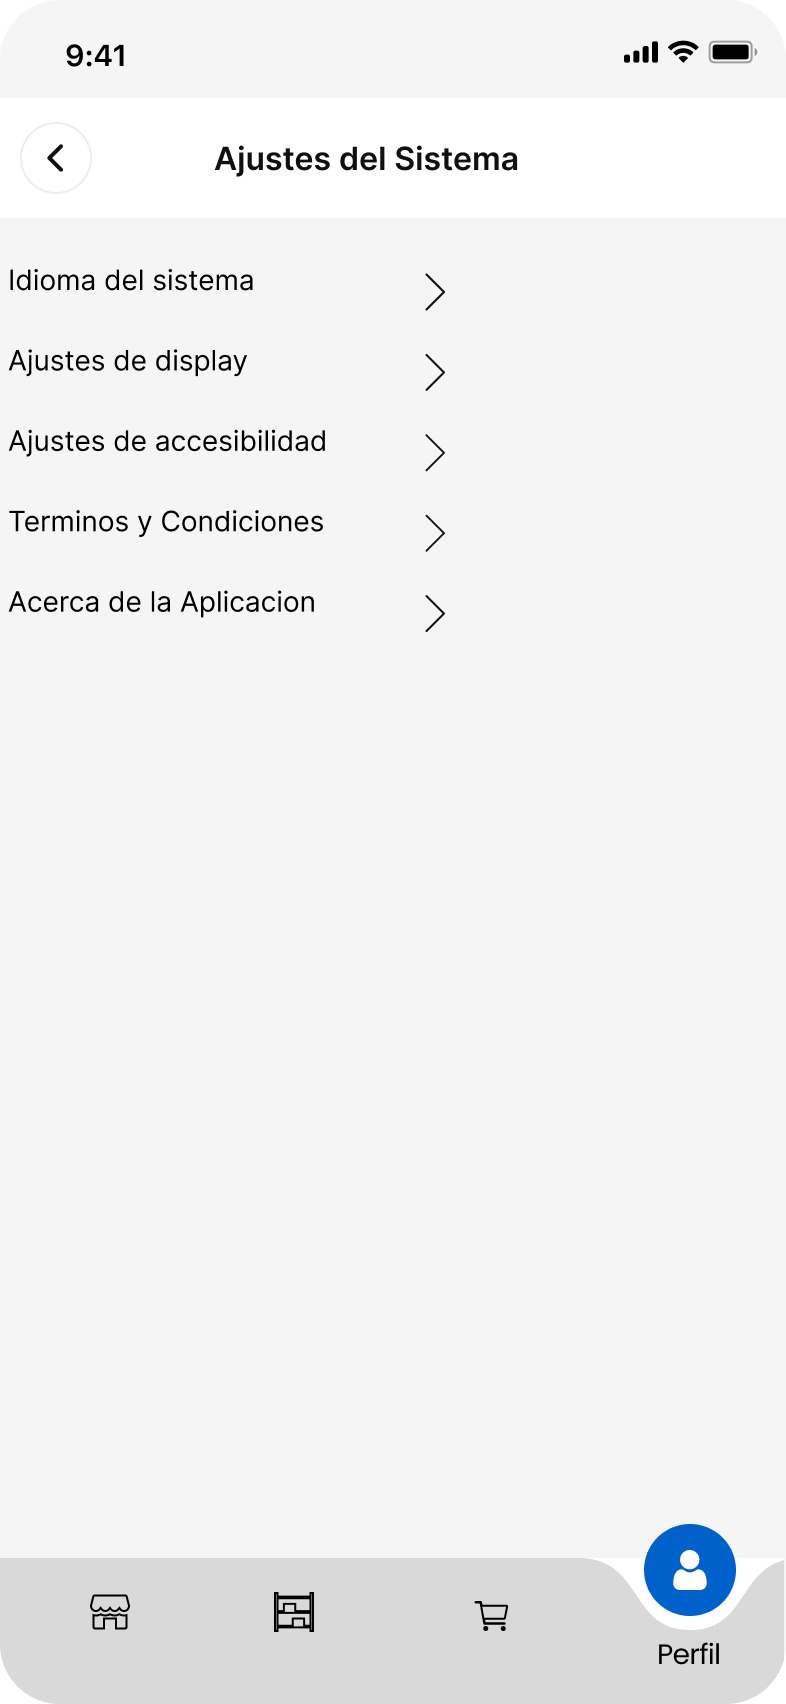 9:41
Ajustes del Sistema
Idioma del sistema
Ajustes de display
Ajustes de accesibilidad
Terminos y Condiciones
Acerca de la Aplicacion
Perfil